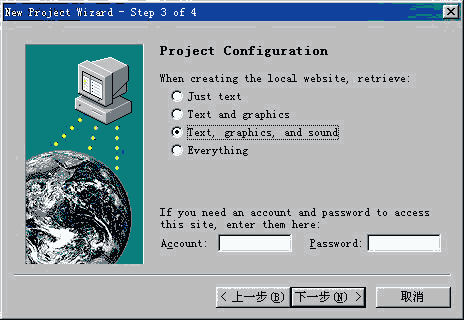 New Project Wizard - Step 3 of 4
Project Configuration
When creating the local website, retrieve:
Just text
Text and graphics
Text, graphics, and sound
Everything
If you need an account and password to access
this site, enter them here:
Account: Password:
< 上一步(B) 下一步(N) > 取消